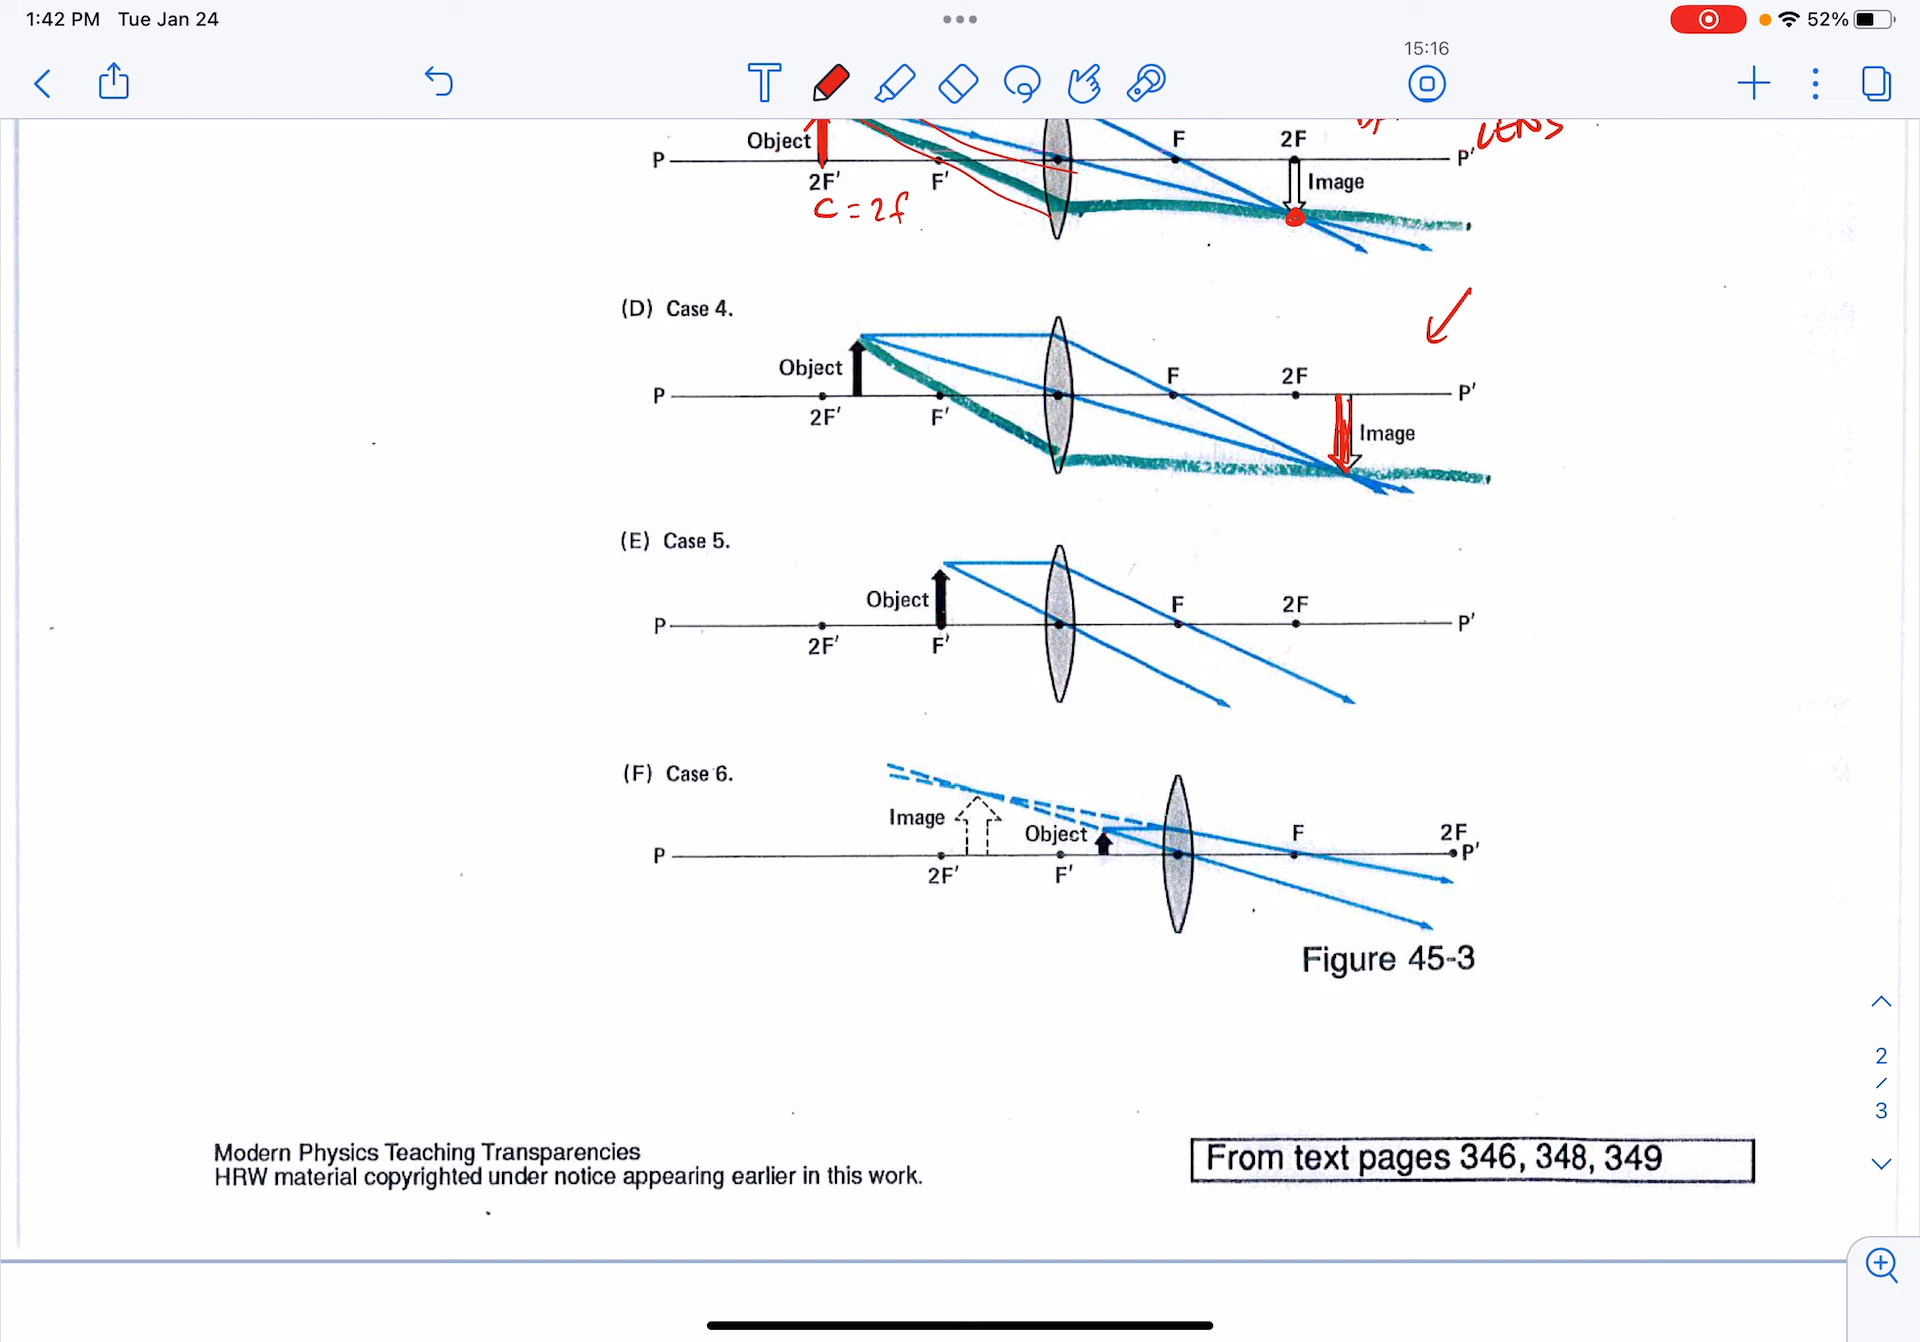 1:42 PM Tue Jan 24
52%
15:16
Object
F
2F
P
P'
LENS
2F'
F'
Image
C = 2f
(D) Case 4.
Object
F
2F
P
P'
2F'
F'
Image
(E) Case 5.
Object
F
2F
P
P'
2F'
F'
(F) Case 6.
Image
Object
F
2F
P
P'
2F'
F'
Figure 45-3
2
/
3
Modern Physics Teaching Transparencies
HRW material copyrighted under notice appearing earlier in this work.
From text pages 346, 348, 349